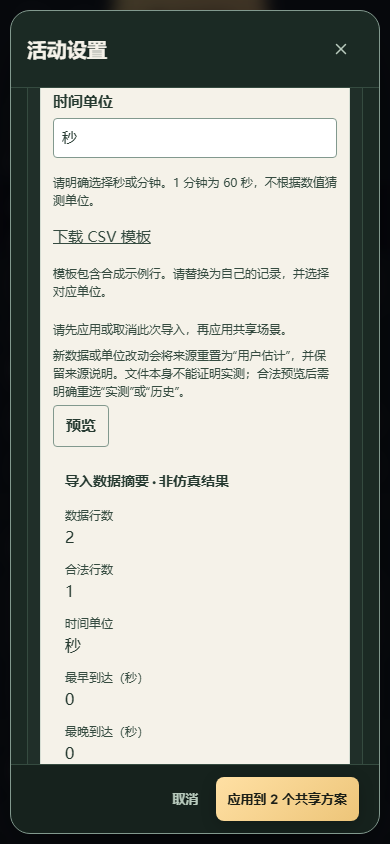 活动设置
时间单位
秒
请明确选择秒或分钟。1 分钟为 60 秒，不根据数值猜
测单位。
下载 CSV 模板
模板包含合成示例行。请替换为自己的记录，并选择
对应单位。
请先应用或取消此次导入，再应用共享场景。
新数据或单位改动会将来源重置为“用户估计”，并保
留来源说明。文件本身不能证明实测；合法预览后需
明确重选“实测”或“历史”。
预览
导入数据摘要 · 非仿真结果
数据行数
2
合法行数
1
时间单位
秒
最早到达（秒）
0
最晚到达（秒）
0
取消
应用到 2 个共享方案